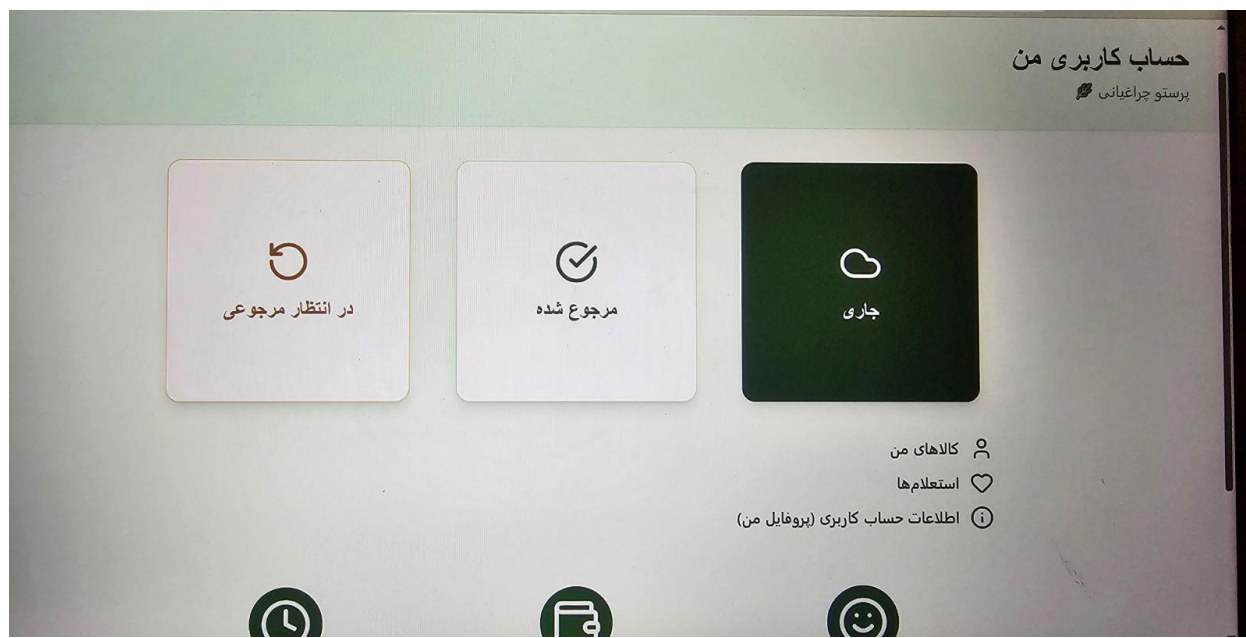 حساب کاربری من
پرستو چراغیانی
جاری
مرجوع شده
در انتظار مرجوعی
کالاهای من
استعلام‌ها
اطلاعات حساب کاربری (پروفایل من)